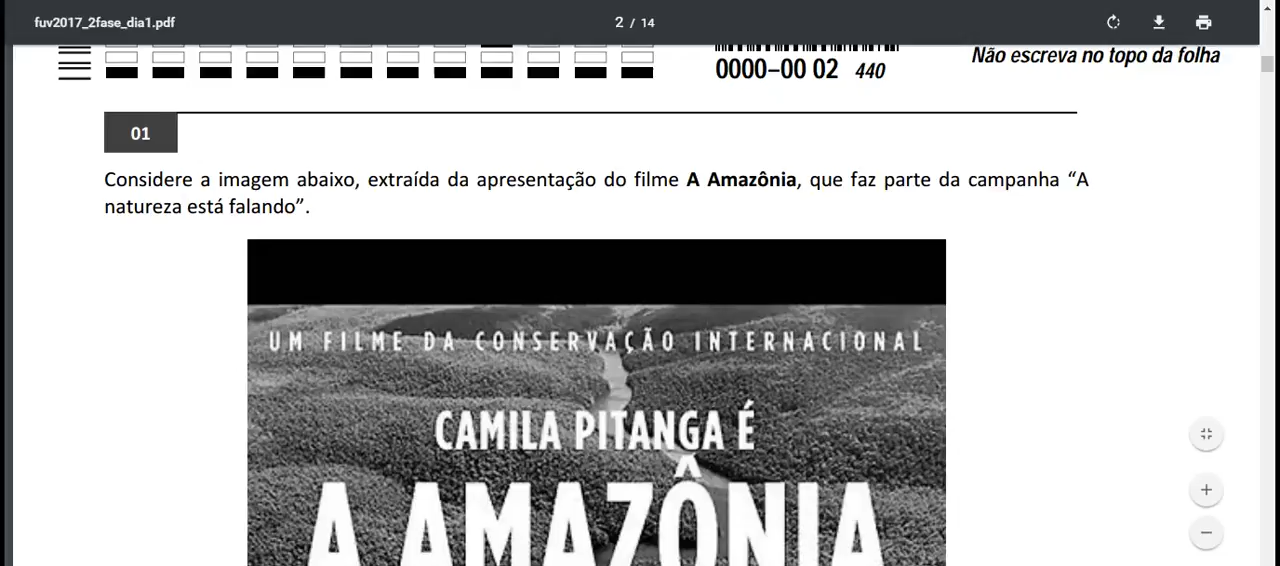 fuv2017_2fase_dia1.pdf
2 / 14
0000–00 02 440
Não escreva no topo da folha
01
Considere a imagem abaixo, extraída da apresentação do filme A Amazônia, que faz parte da campanha “A
natureza está falando”.
UM FILME DA CONSERVAÇÃO INTERNACIONAL
CAMILA PITANGA É
A AMAZÔNIA